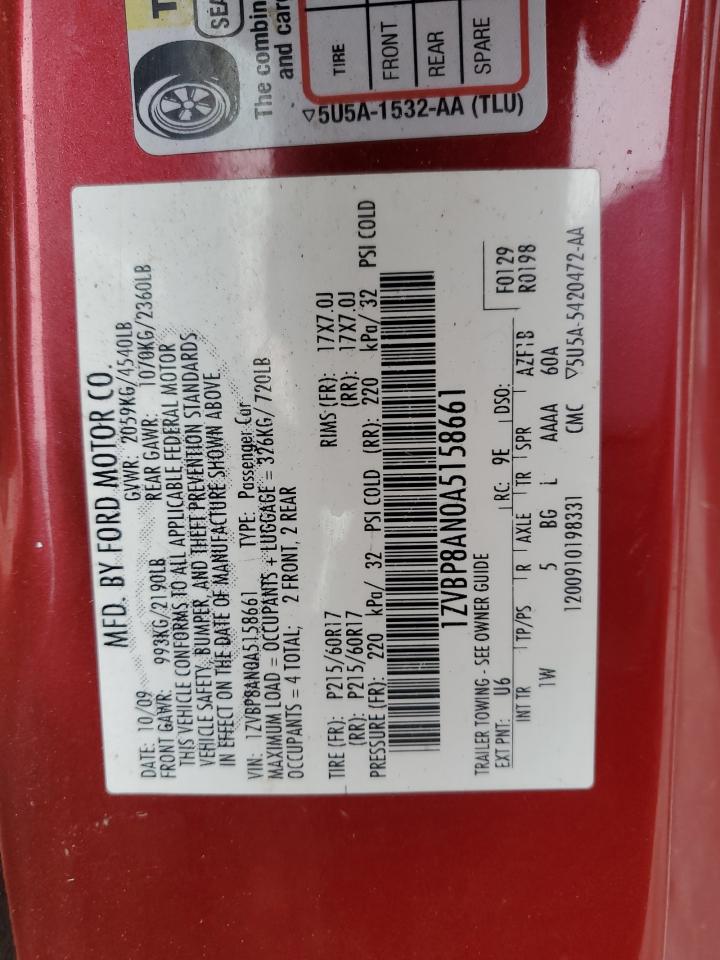 MFD. BY FORD MOTOR CO.
DATE: 10/09 GVWR: 2059KG/4540LB
FRONT GAWR: 993KG/2190LB REAR GAWR: 1070KG/2360LB
THIS VEHICLE CONFORMS TO ALL APPLICABLE FEDERAL MOTOR
VEHICLE SAFETY, BUMPER, AND THEFT PREVENTION STANDARDS
IN EFFECT ON THE DATE OF MANUFACTURE SHOWN ABOVE
VIN: 1ZVBP8AN0A5158661 TYPE: Passenger Car
MAXIMUM LOAD = OCCUPANTS + LUGGAGE = 326KG/ 720LB
OCCUPANTS = 4 TOTAL; 2 FRONT, 2 REAR
TIRE (FR): P215/60R17 RIMS (FR): 17X7.0J
(RR): P215/60R17 (RR): 17X7.0J
PRESSURE (FR): 220 kPa/ 32 PSI COLD (RR): 220 kPa/ 32 PSI COLD
1ZVBP8AN0A5158661
TRAILER TOWING - SEE OWNER GUIDE
EXT PNT: U6 RC: 9E DSO: F0129
R0198
INT TR TP/PS R AXLE TR SPR AZF1B
1W 5 BG L AAAA 60A
1200910198331 CMC ▽5U5A-5420472-AA
T
SEA
The combin
and carg
TIRE
FRONT
REAR
SPARE
▽5U5A-1532-AA (TLU)